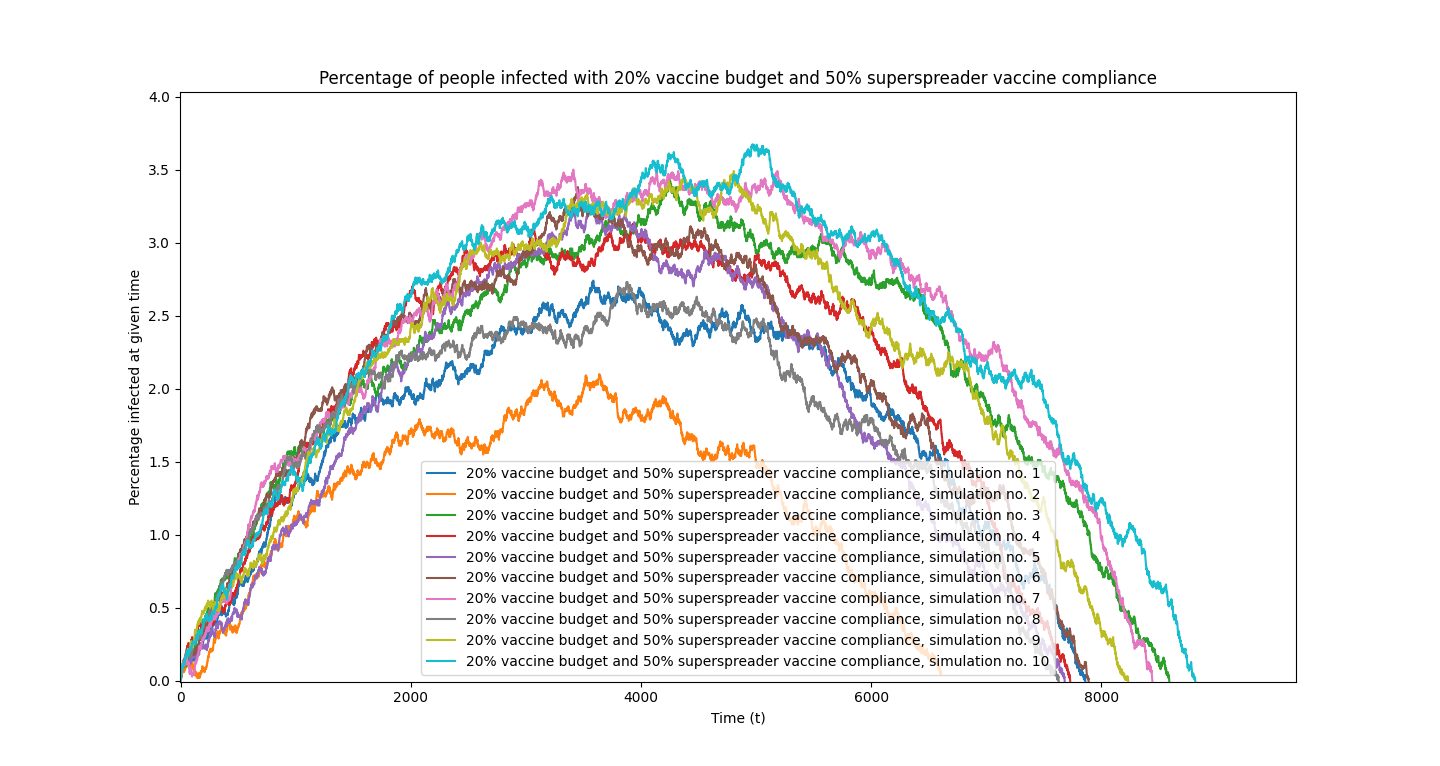 Percentage of people infected with 20% vaccine budget and 50% superspreader vaccine compliance
4.0
3.5
3.0
2.5
2.0
1.5
1.0
0.5
0.0
Percentage infected at given time
20% vaccine budget and 50% superspreader vaccine compliance, simulation no. 1
20% vaccine budget and 50% superspreader vaccine compliance, simulation no. 2
20% vaccine budget and 50% superspreader vaccine compliance, simulation no. 3
20% vaccine budget and 50% superspreader vaccine compliance, simulation no. 4
20% vaccine budget and 50% superspreader vaccine compliance, simulation no. 5
20% vaccine budget and 50% superspreader vaccine compliance, simulation no. 6
20% vaccine budget and 50% superspreader vaccine compliance, simulation no. 7
20% vaccine budget and 50% superspreader vaccine compliance, simulation no. 8
20% vaccine budget and 50% superspreader vaccine compliance, simulation no. 9
20% vaccine budget and 50% superspreader vaccine compliance, simulation no. 10
0 2000 4000 6000 8000
Time (t)